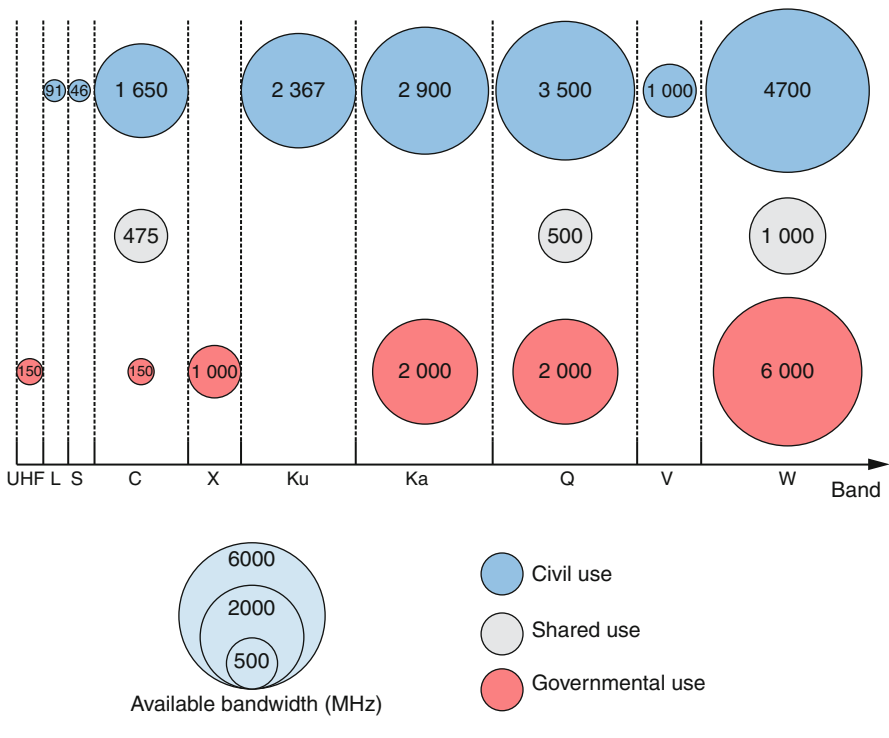 91 46 1 650 2 367 2 900 3 500 1 000 4700
475 500 1 000
150 150 1 000 2 000 2 000 6 000
UHF L S C X Ku Ka Q V W
Band
6000
2000
500
Available bandwidth (MHz)
Civil use
Shared use
Governmental use